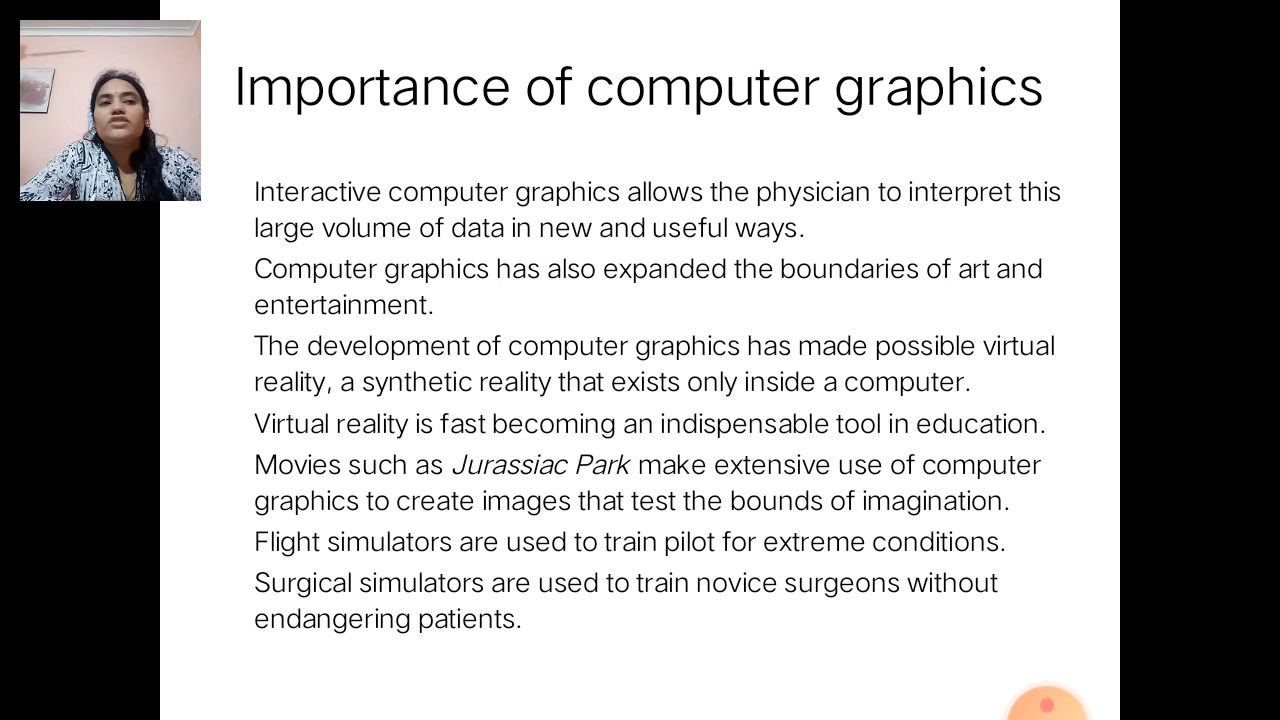 Importance of computer graphics
Interactive computer graphics allows the physician to interpret this
large volume of data in new and useful ways.
Computer graphics has also expanded the boundaries of art and
entertainment.
The development of computer graphics has made possible virtual
reality, a synthetic reality that exists only inside a computer.
Virtual reality is fast becoming an indispensable tool in education.
Movies such as Jurassiac Park make extensive use of computer
graphics to create images that test the bounds of imagination.
Flight simulators are used to train pilot for extreme conditions.
Surgical simulators are used to train novice surgeons without
endangering patients.